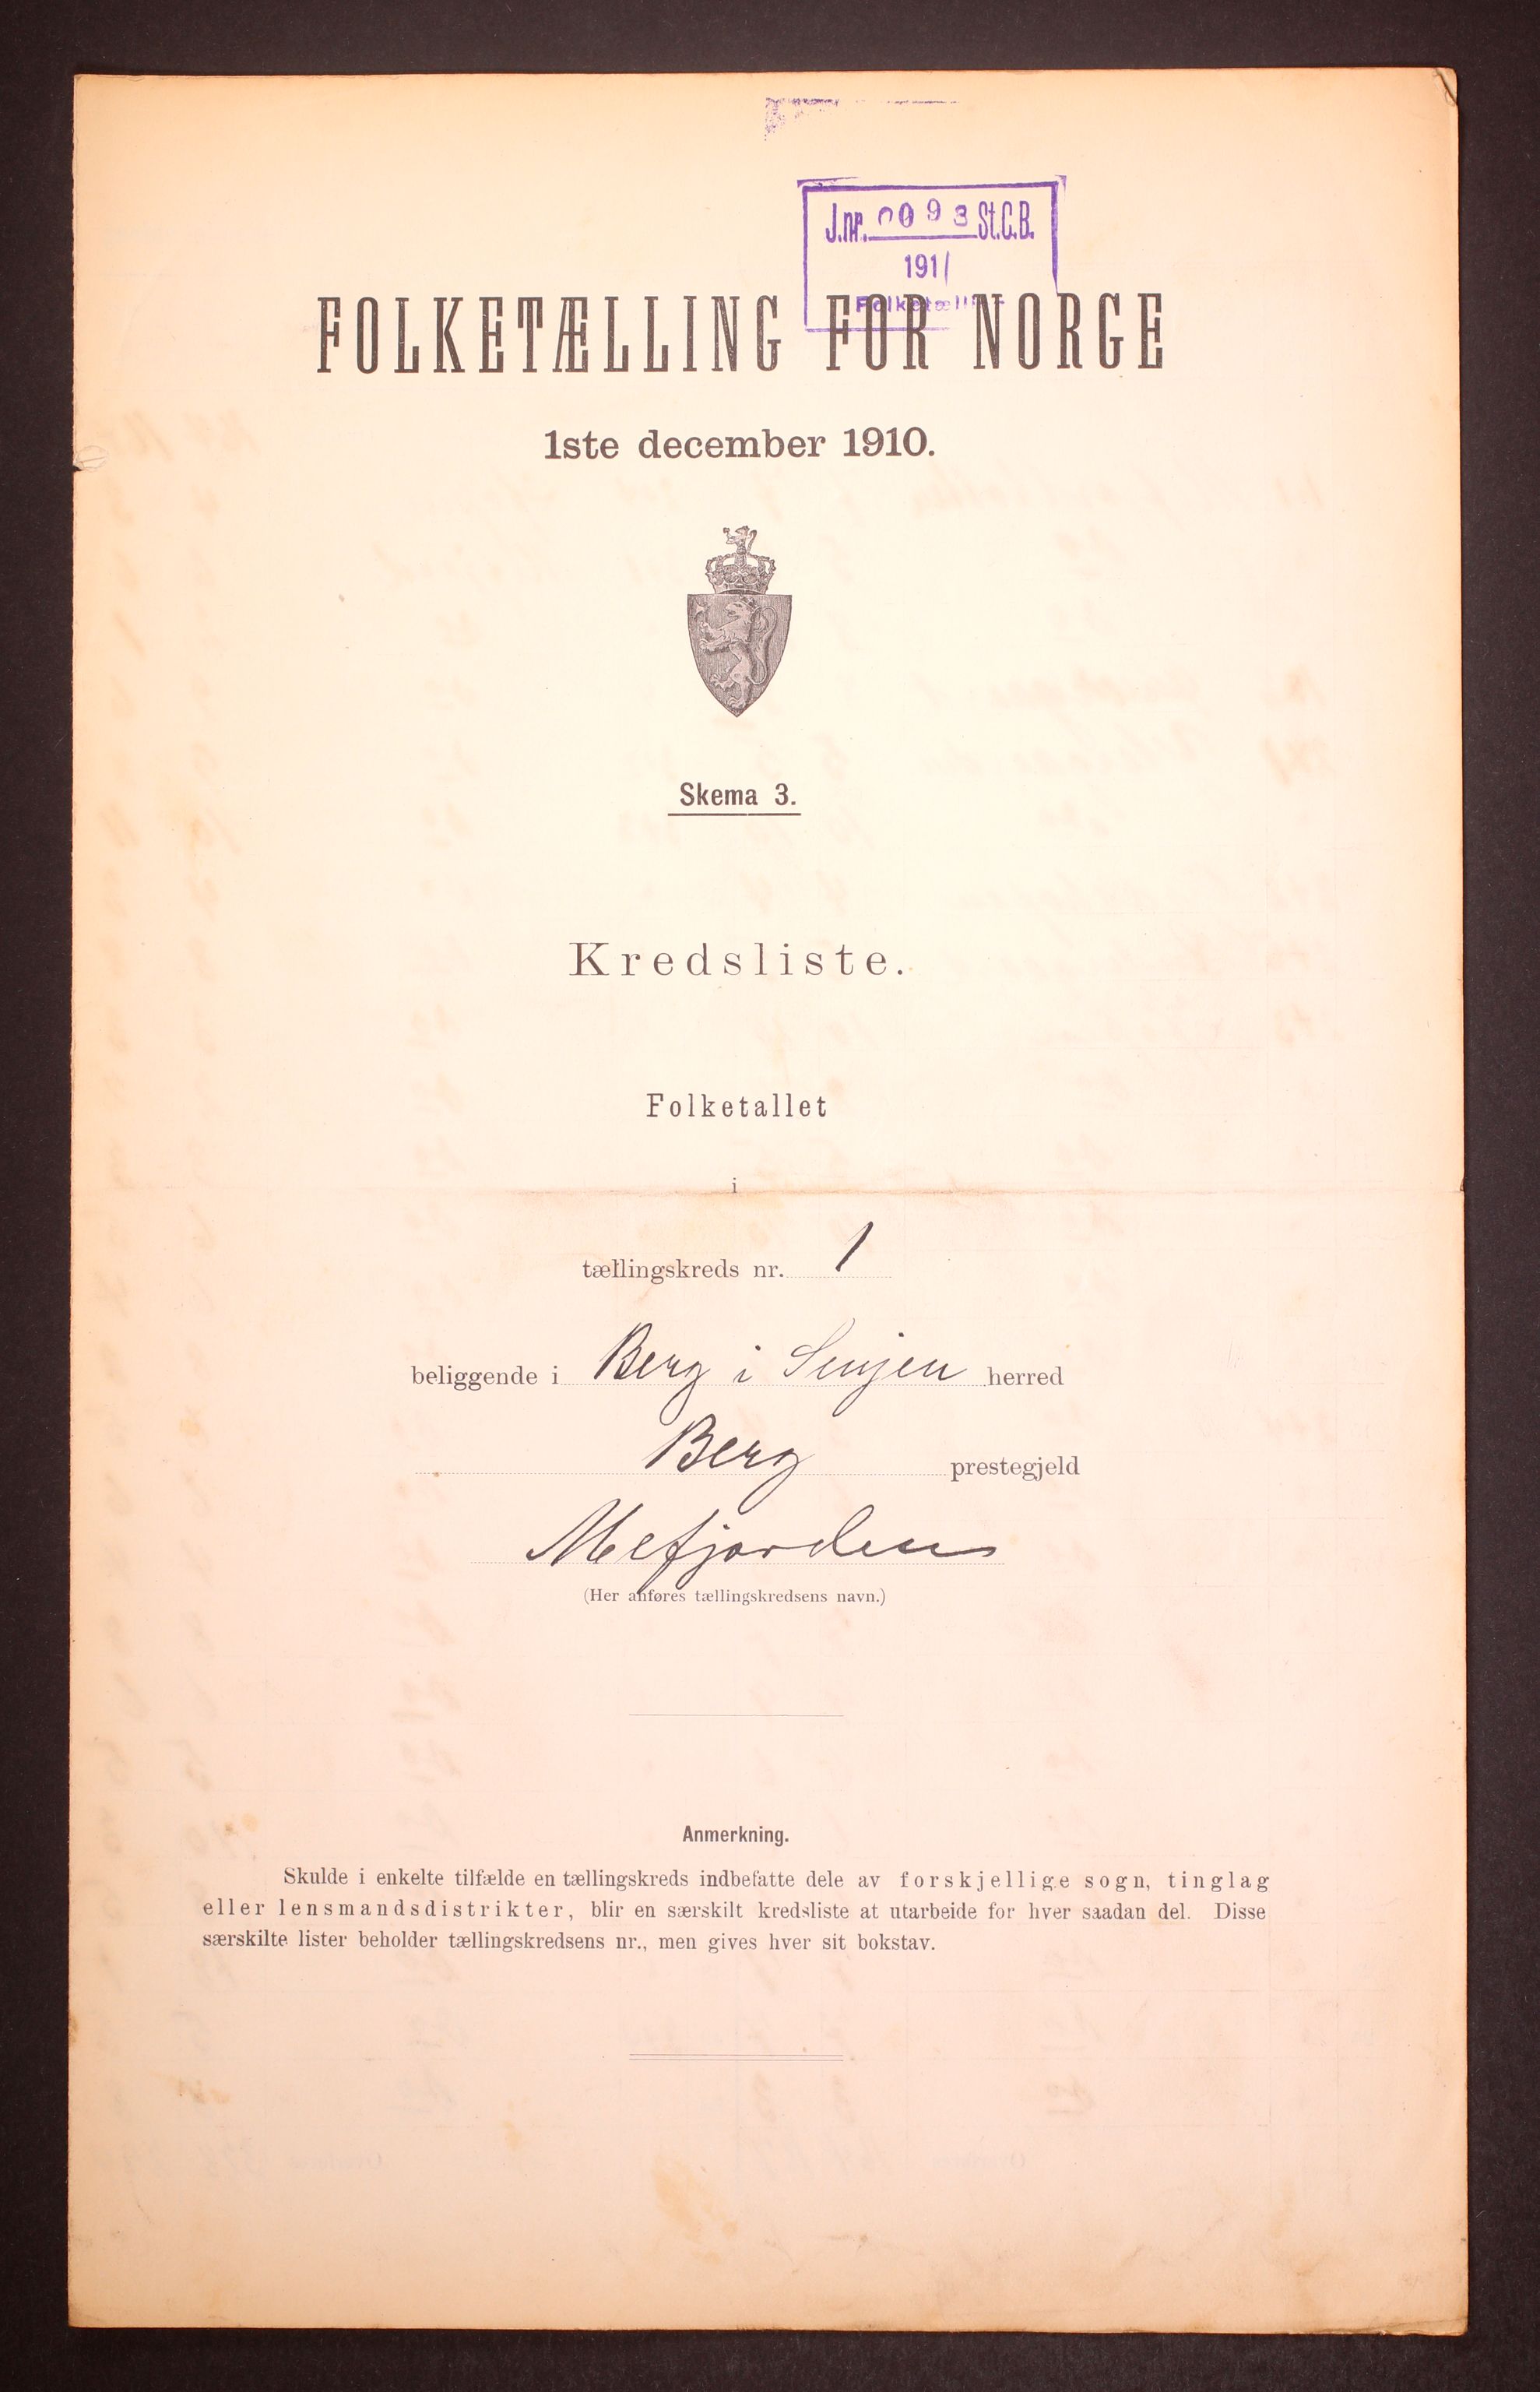 J.nr. 0093 St.C.B.
191/
Folketælling
FOLKETÆLLING FOR NORGE
1ste december 1910.
Skema 3.
Kredsliste.
Folketallet
i
tællingskreds nr. 1
beliggende i Berg i Senjen herred
Berg prestegjeld
Mefjorden
(Her anføres tællingskredsens navn.)
Anmerkning.
Skulde i enkelte tilfælde en tællingskreds indbefatte dele av forskjellige sogn, tinglag
eller lensmandsdistrikter, blir en særskilt kredsliste at utarbeide for hver saadan del. Disse
særskilte lister beholder tællingskredsens nr., men gives hver sit bokstav.